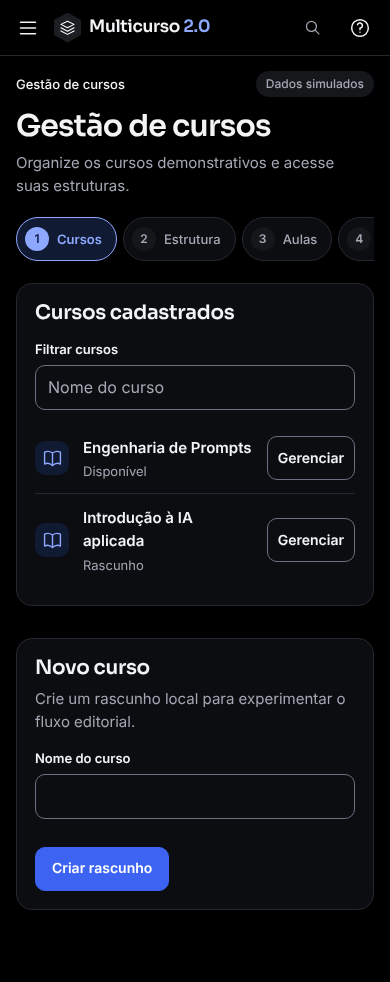 Multicurso 2.0
Gestão de cursos
Dados simulados
Gestão de cursos
Organize os cursos demonstrativos e acesse
suas estruturas.
1 Cursos
2 Estrutura
3 Aulas
4
Cursos cadastrados
Filtrar cursos
Nome do curso
Engenharia de Prompts
Disponível
Gerenciar
Introdução à IA
aplicada
Rascunho
Gerenciar
Novo curso
Crie um rascunho local para experimentar o
fluxo editorial.
Nome do curso
Criar rascunho